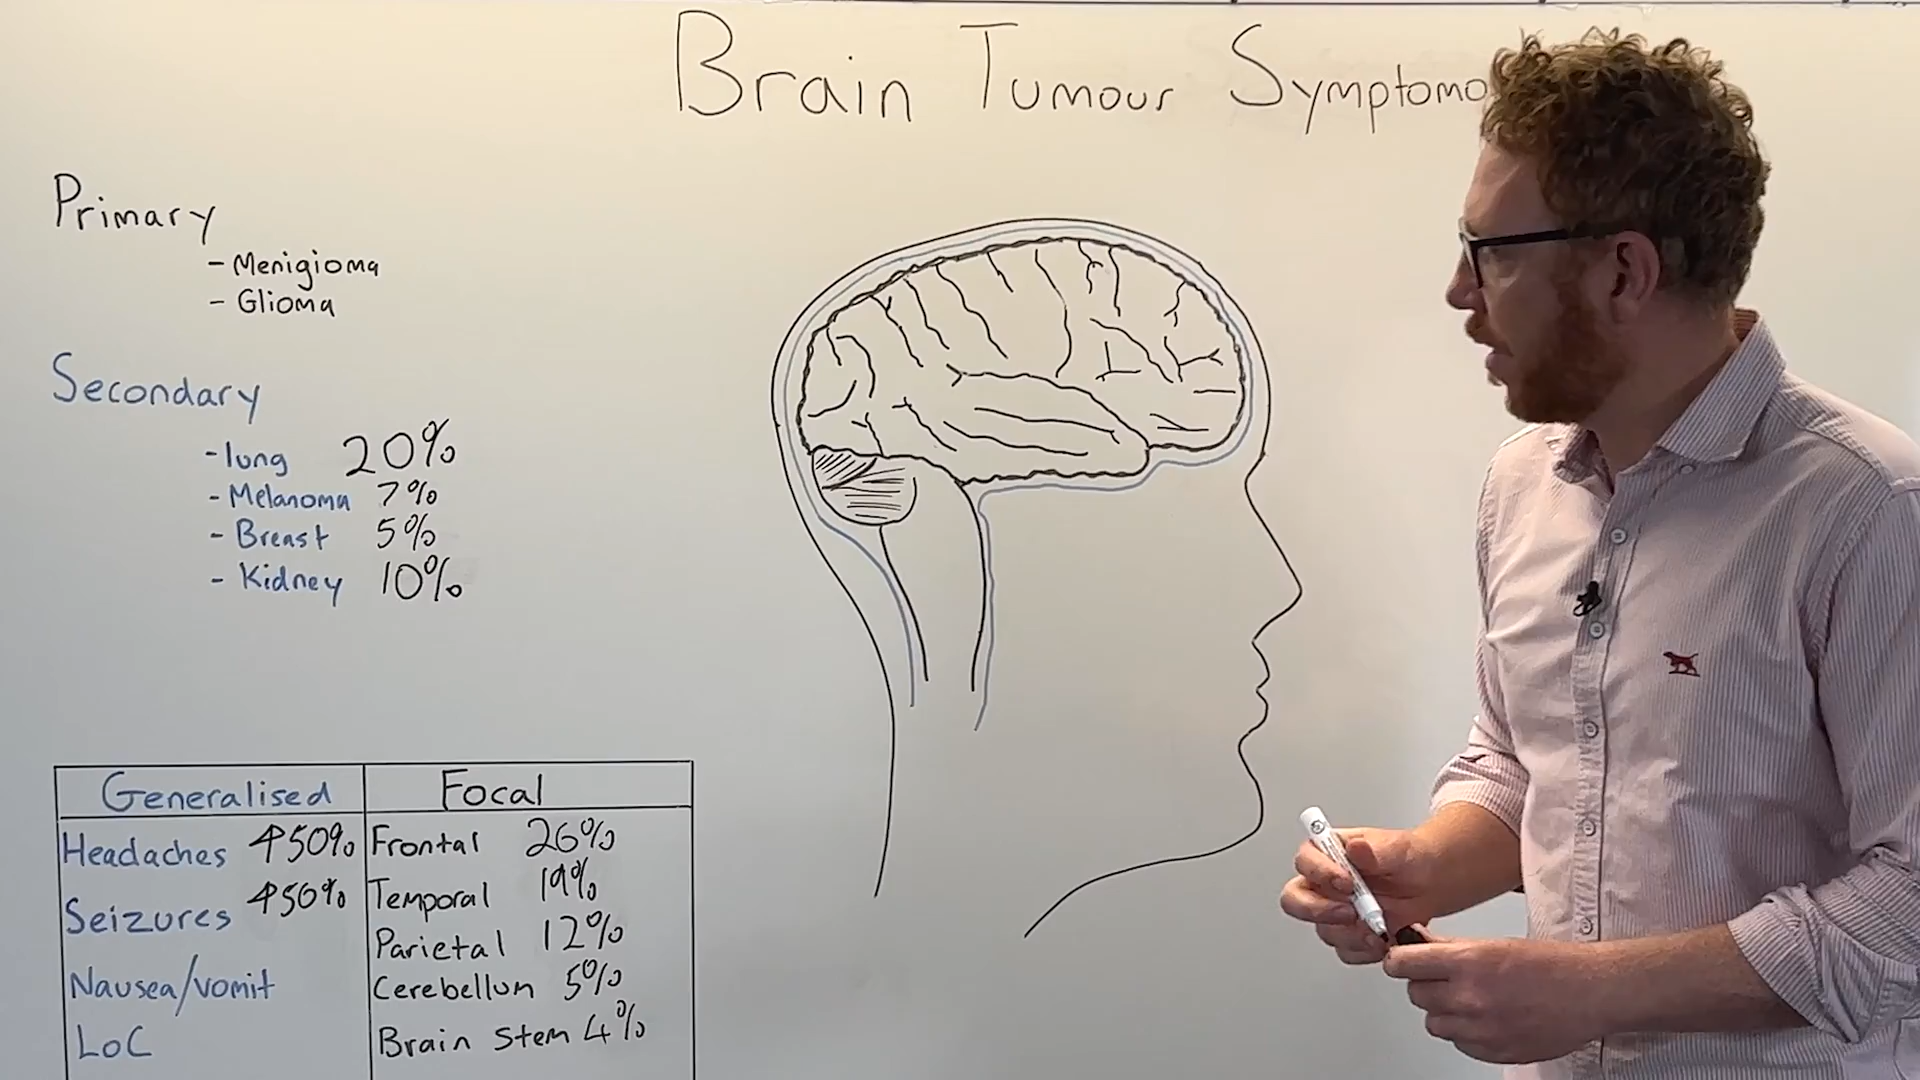 Brain Tumour Symptomo
Primary
- Menigioma
- Glioma
Secondary
- lung 20%
- Melanoma 7%
- Breast 5%
- Kidney 10%
Generalised Focal
Headaches ↑50% Frontal 26%
Seizures ↑50% Temporal 19%
Nausea/vomit Parietal 12%
LoC Cerebellum 5%
Brain Stem 4%